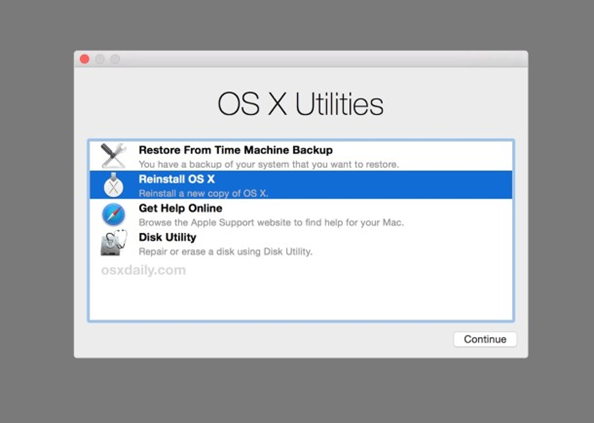 OS X Utilities
Restore From Time Machine Backup
You have a backup of your system that you want to restore.
Reinstall OS X
Reinstall a new copy of OS X.
Get Help Online
Browse the Apple Support website to find help for your Mac.
Disk Utility
Repair or erase a disk using Disk Utility.
osxdaily.com
Continue